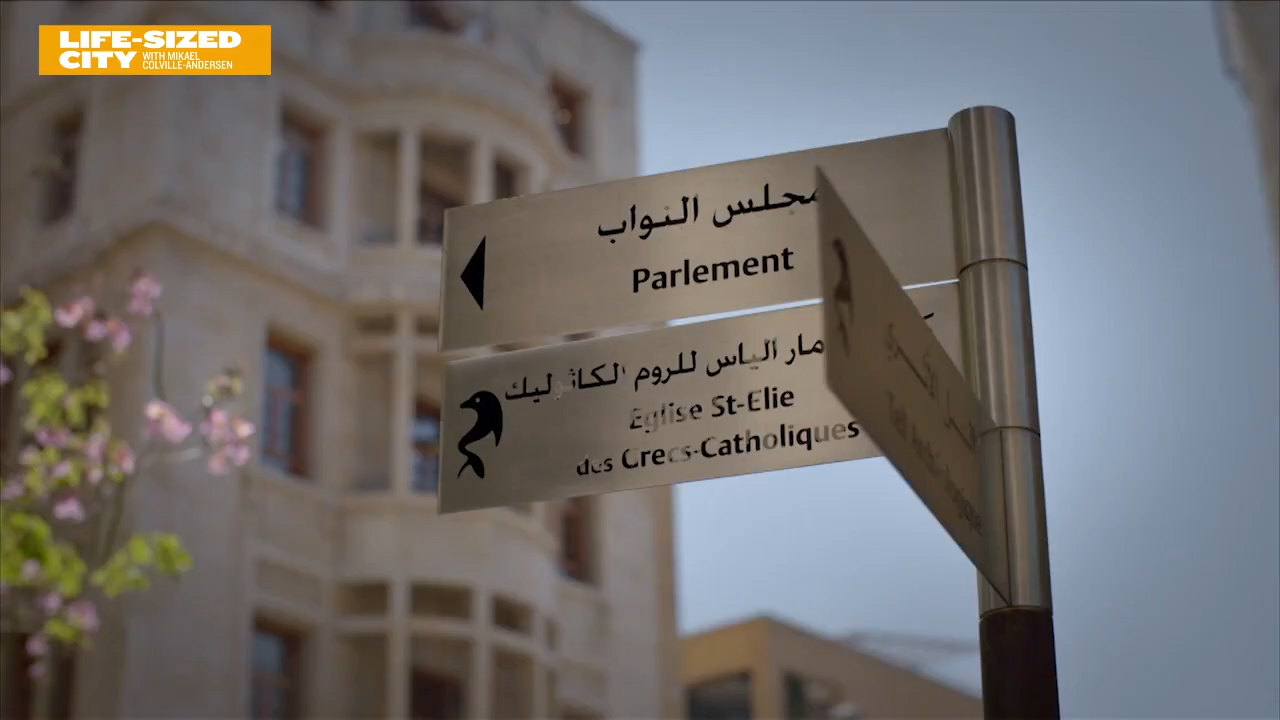 LIFE-SIZED
CITY WITH MIKAEL
COLVILLE-ANDERSEN
مجلس النواب
Parlement
مار الياس للروم الكاثوليك
Eglise St-Elie
des Grecs-Catholiques